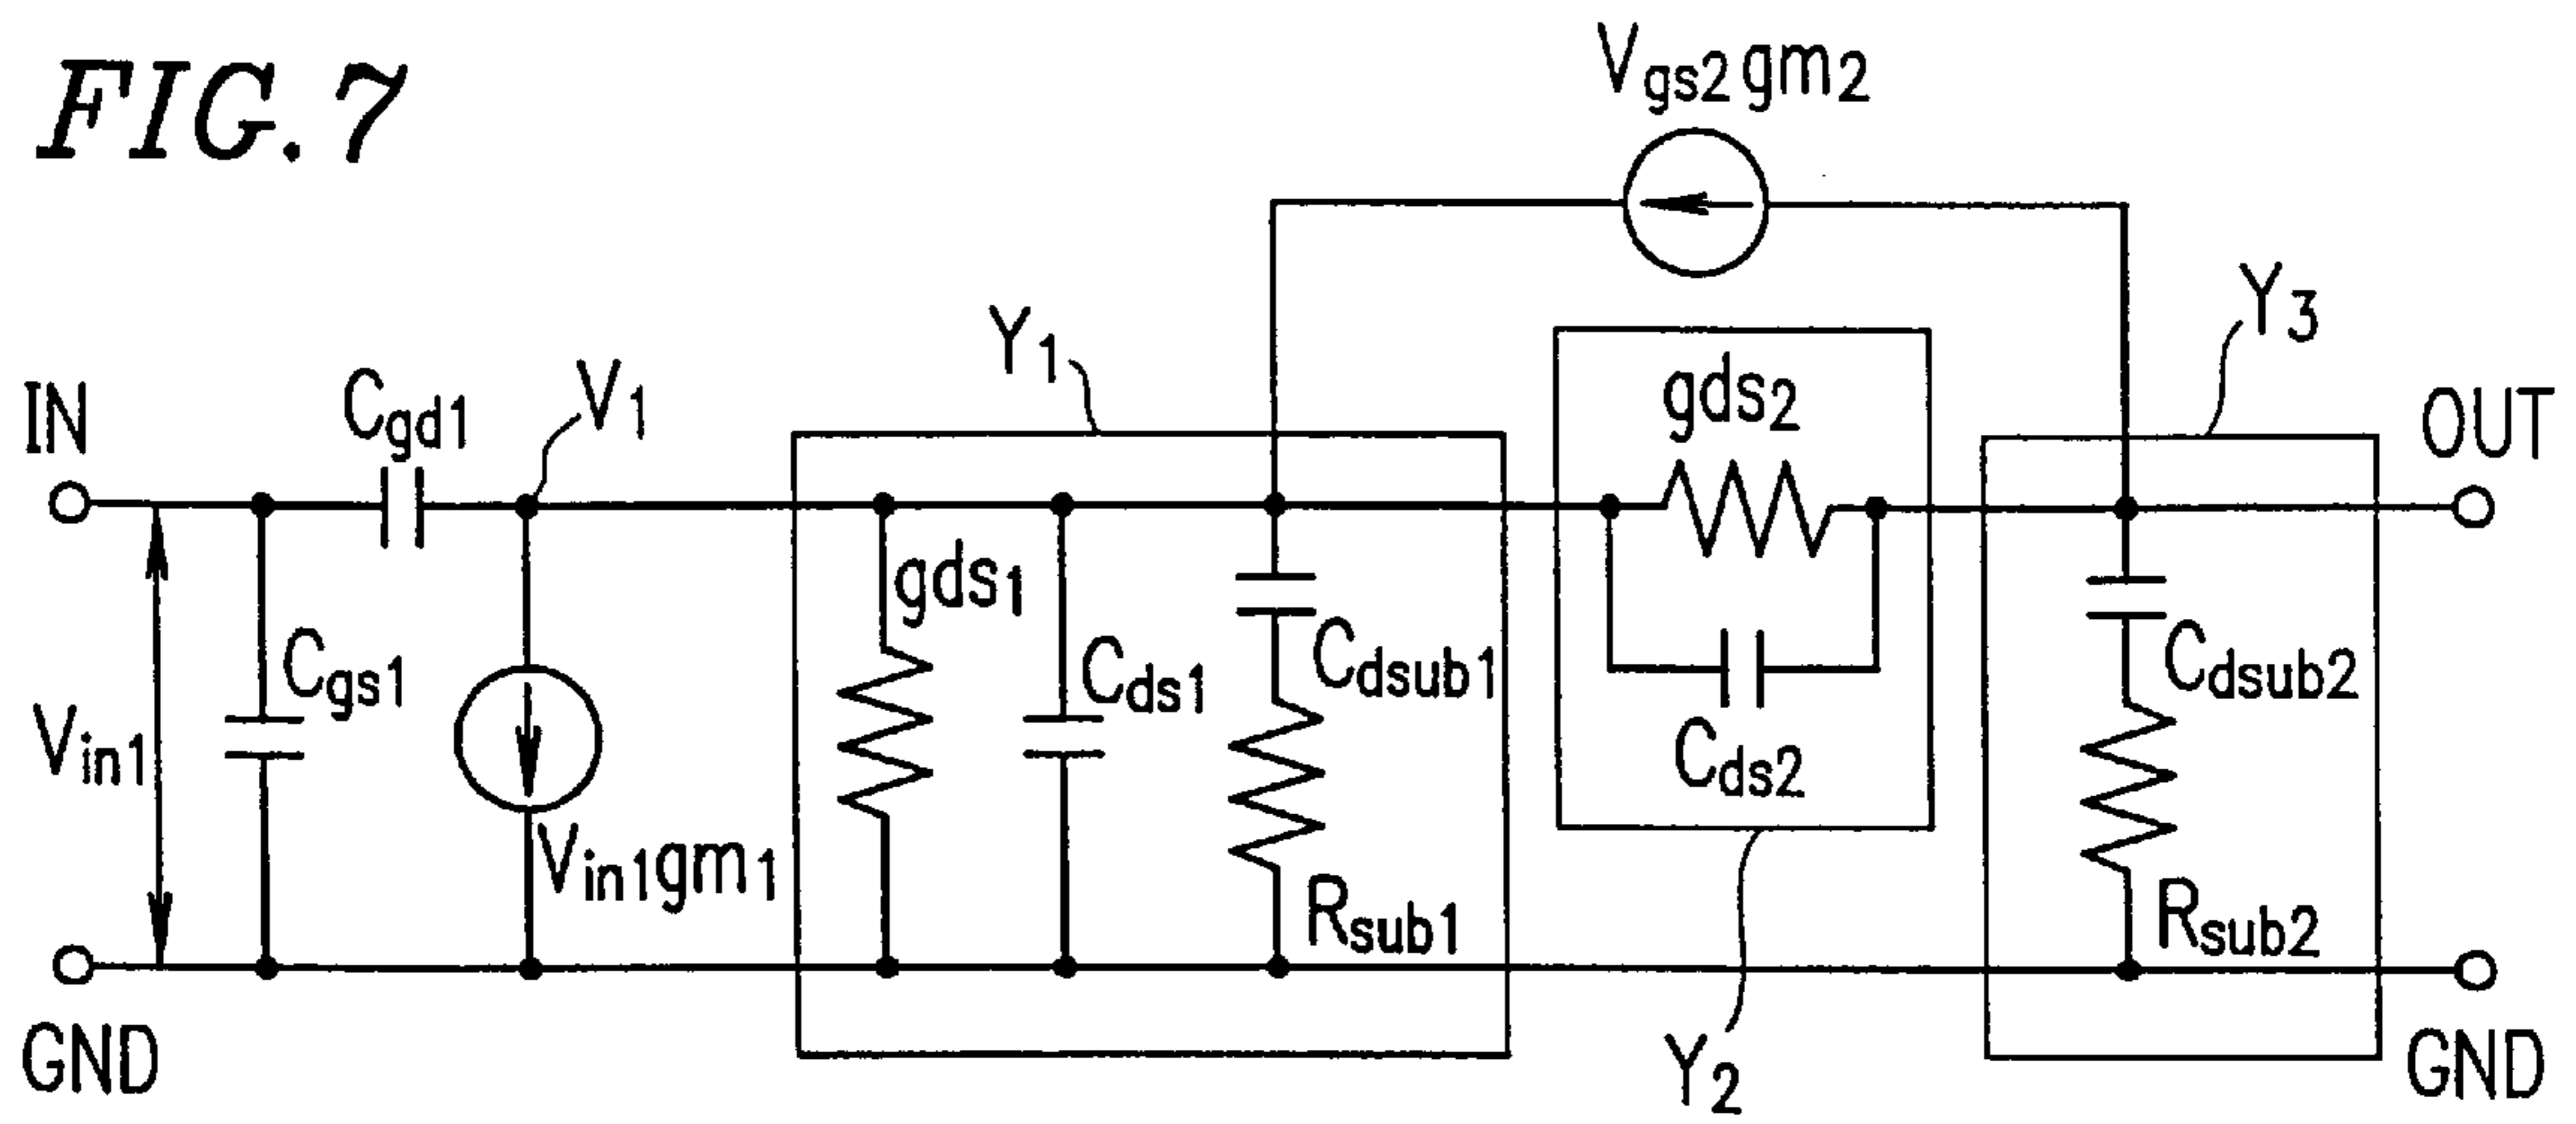 FIG. 7
Vgs2 gm2
Y3
Y1
gds2
V1
Cgd1
IN
OUT
gds1
Cgs1
Cds1
Cdsub1
Cdsub2
Vin1
Cds2
Vin1gm1
Rsub1
Rsub2
GND
Y2
GND